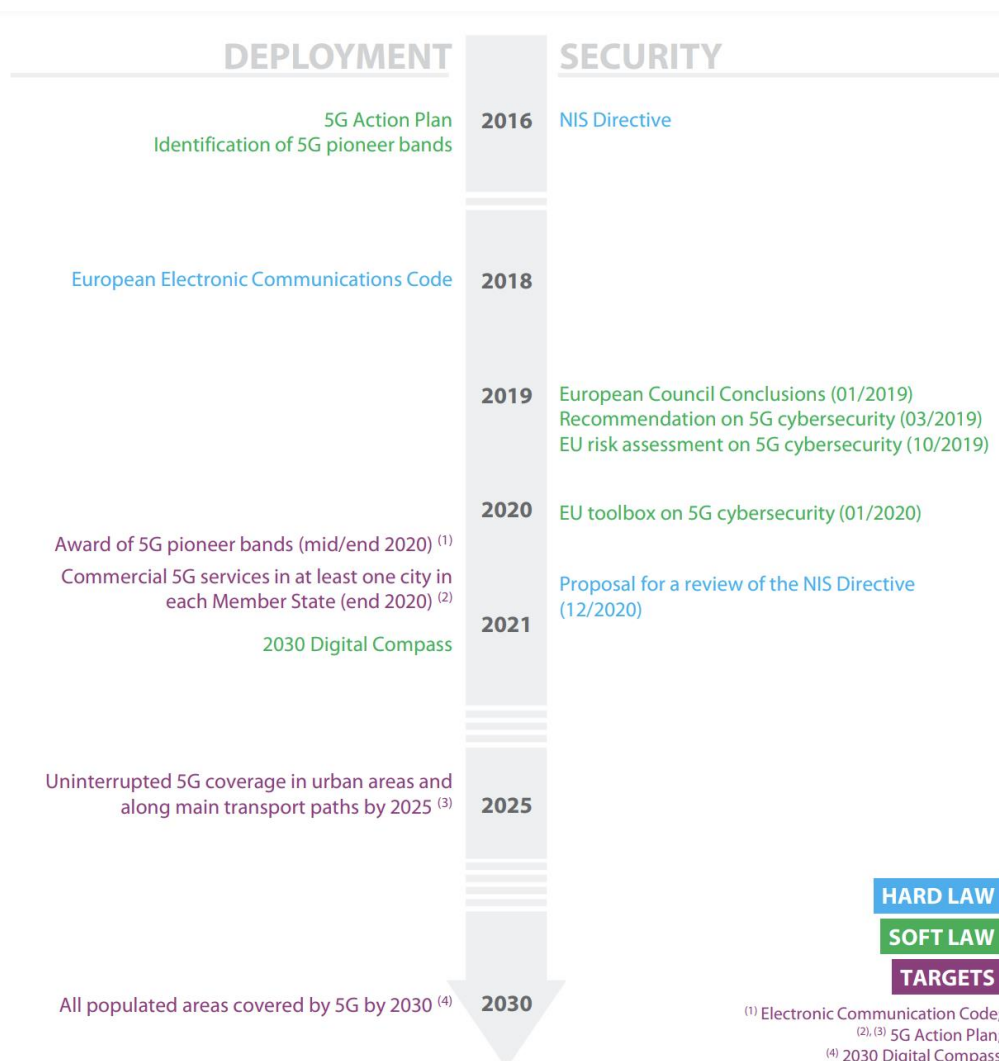 DEPLOYMENT
SECURITY
5G Action Plan
Identification of 5G pioneer bands
2016
NIS Directive
European Electronic Communications Code
2018
2019
European Council Conclusions (01/2019)
Recommendation on 5G cybersecurity (03/2019)
EU risk assessment on 5G cybersecurity (10/2019)
2020
EU toolbox on 5G cybersecurity (01/2020)
Award of 5G pioneer bands (mid/end 2020) (1)
Commercial 5G services in at least one city in
each Member State (end 2020) (2)
Proposal for a review of the NIS Directive
(12/2020)
2021
2030 Digital Compass
Uninterrupted 5G coverage in urban areas and
along main transport paths by 2025 (3)
2025
HARD LAW
SOFT LAW
TARGETS
All populated areas covered by 5G by 2030 (4)
2030
(1) Electronic Communication Code;
(2), (3) 5G Action Plan;
(4) 2030 Digital Compass